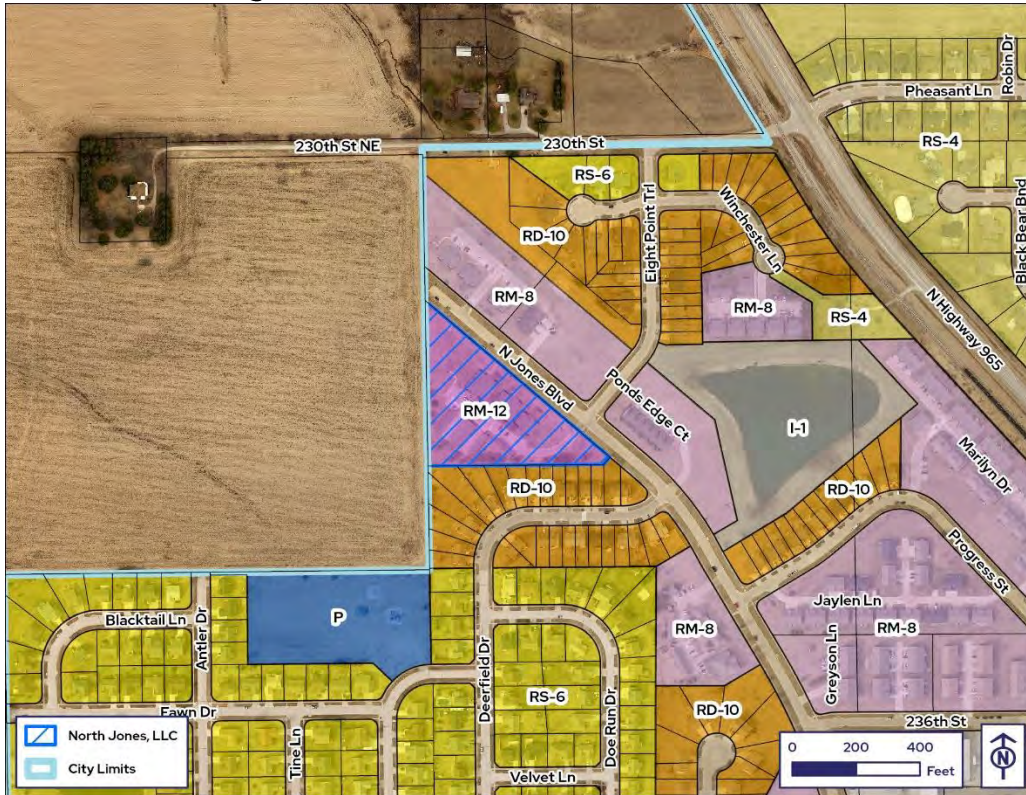 Robin Dr
Pheasant Ln
RS-4
230th St NE
230th St
RS-6
Eight Point Trl
Winchester Ln
Black Bear Bnd
RD-10
RM-8
RM-8
RS-4
N Highway 965
N Jones Blvd
Ponds Edge Ct
RM-12
I-1
Marilyn Dr
RD-10
RD-10
Progress St
Blacktail Ln
Antler Dr
P
Jaylen Ln
RM-8
RM-8
Greyson Ln
Deerfield Dr
RS-6
Doe Run Dr
Fawn Dr
RD-10
236th St
Tine Ln
Velvet Ln
North Jones, LLC
City Limits
0 200 400
Feet
N